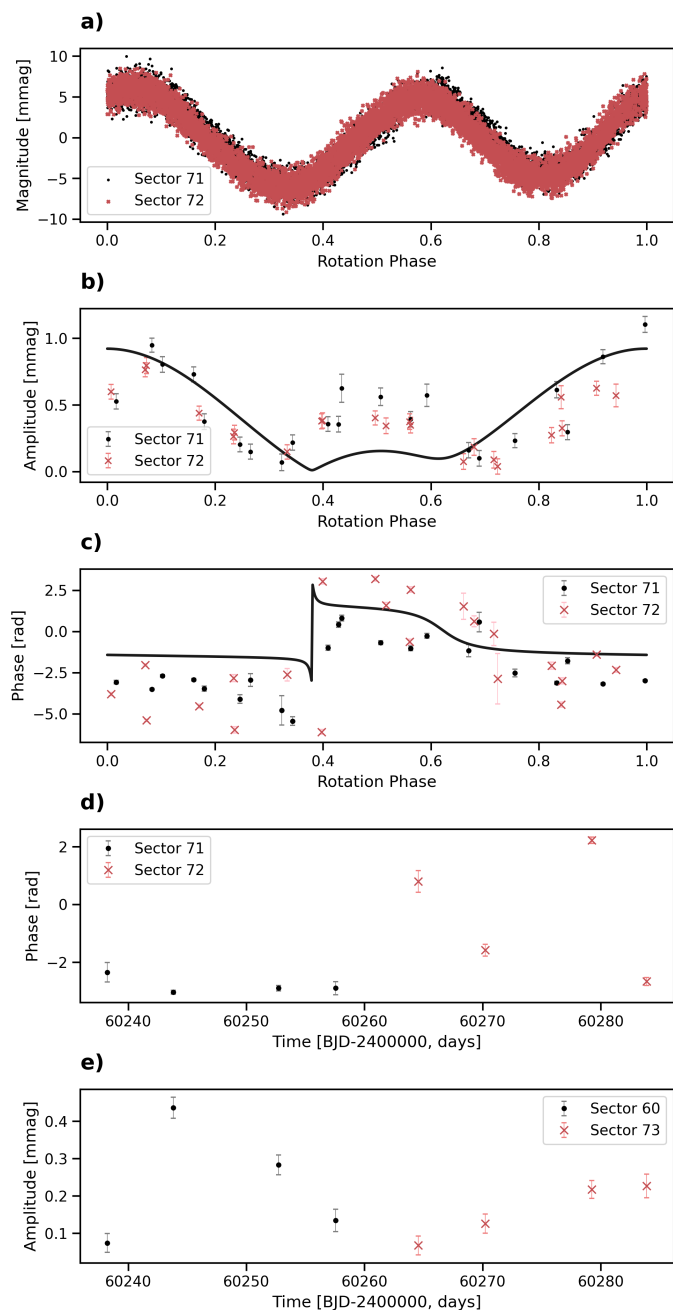 a)
Magnitude [mmag]
10
5
0
−5
−10
Sector 71
Sector 72
0.0 0.2 0.4 0.6 0.8 1.0
Rotation Phase
b)
Amplitude [mmag]
1.0
0.5
0.0
Sector 71
Sector 72
0.0 0.2 0.4 0.6 0.8 1.0
Rotation Phase
c)
Phase [rad]
2.5
0.0
−2.5
−5.0
Sector 71
Sector 72
0.0 0.2 0.4 0.6 0.8 1.0
Rotation Phase
d)
Phase [rad]
2
0
−2
Sector 71
Sector 72
60240 60250 60260 60270 60280
Time [BJD-2400000, days]
e)
Amplitude [mmag]
0.4
0.3
0.2
0.1
Sector 60
Sector 73
60240 60250 60260 60270 60280
Time [BJD-2400000, days]